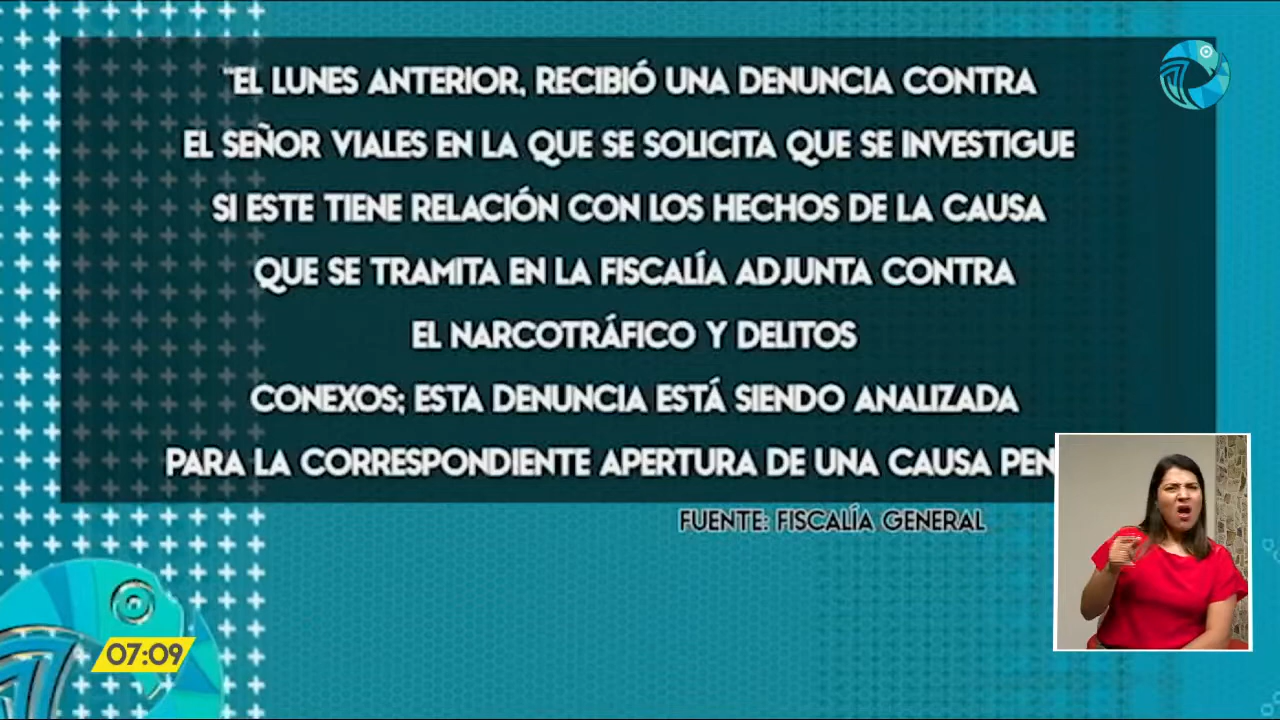 "EL LUNES ANTERIOR, RECIBIÓ UNA DENUNCIA CONTRA
EL SEÑOR VIALES EN LA QUE SE SOLICITA QUE SE INVESTIGUE
SI ESTE TIENE RELACIÓN CON LOS HECHOS DE LA CAUSA
QUE SE TRAMITA EN LA FISCALÍA ADJUNTA CONTRA
EL NARCOTRÁFICO Y DELITOS
CONEXOS; ESTA DENUNCIA ESTÁ SIENDO ANALIZADA
PARA LA CORRESPONDIENTE APERTURA DE UNA CAUSA PEN
FUENTE: FISCALÍA GENERAL
07:09